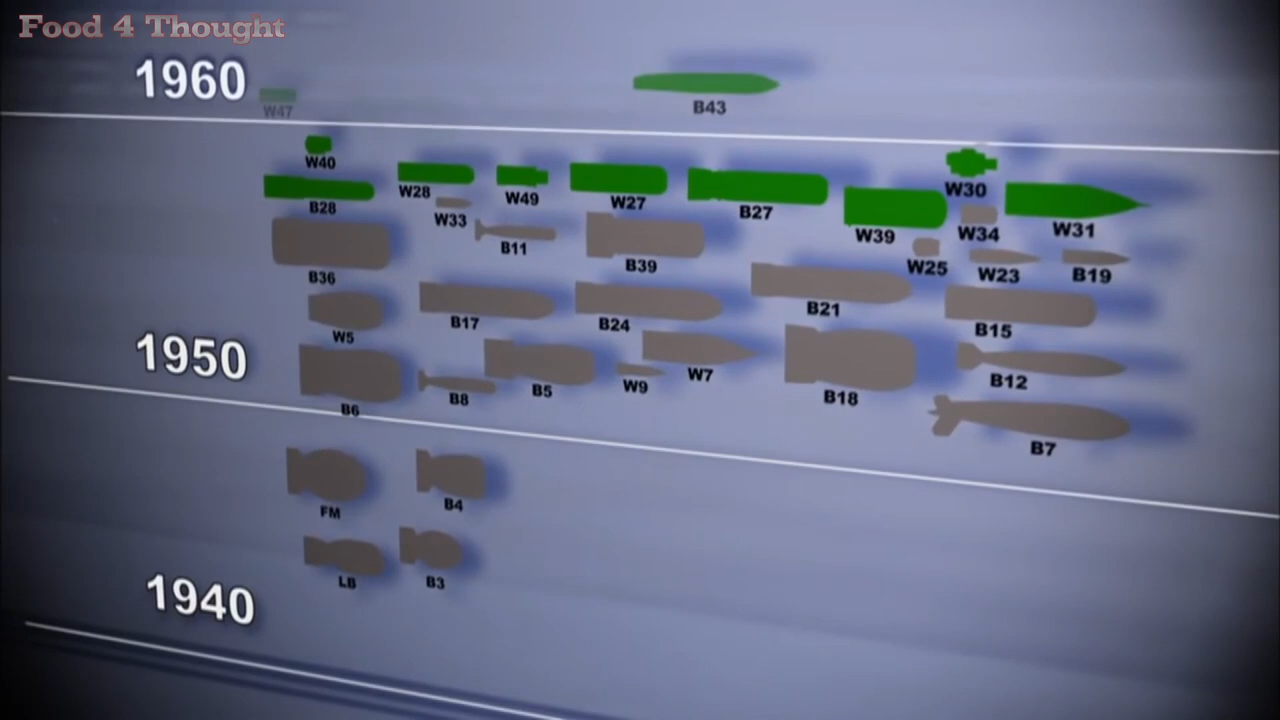 Food 4 Thought
1960
W47
B43
W40
W30
B28
W28
W49
W27
B27
W33
W39
W34
W31
B11
B36
B39
W25
W23
B19
W5
B17
B24
B21
B15
1950
B6
B8
B5
W9
W7
B18
B12
B7
FM
B4
LB
B3
1940